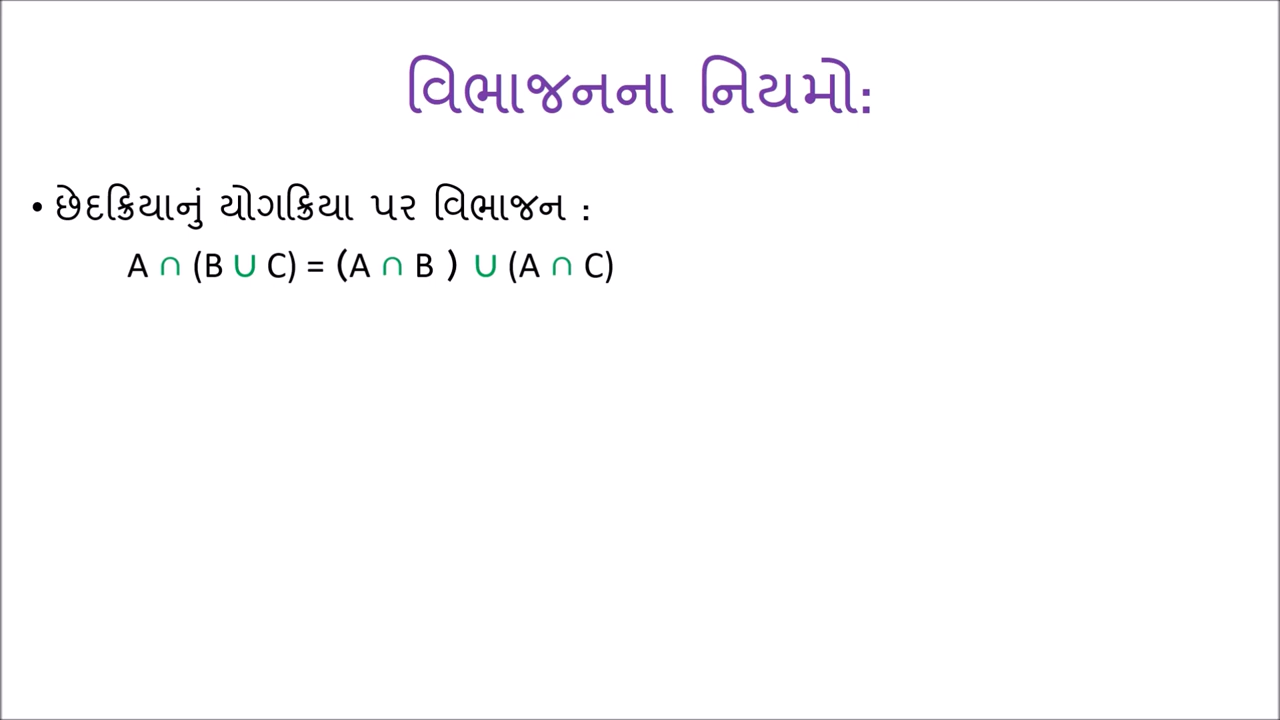 વિભાજનના નિયમો:
• છેદક્રિયાનું યોગક્રિયા પર વિભાજન :
A ∩ (B ∪ C) = (A ∩ B ) ∪ (A ∩ C)